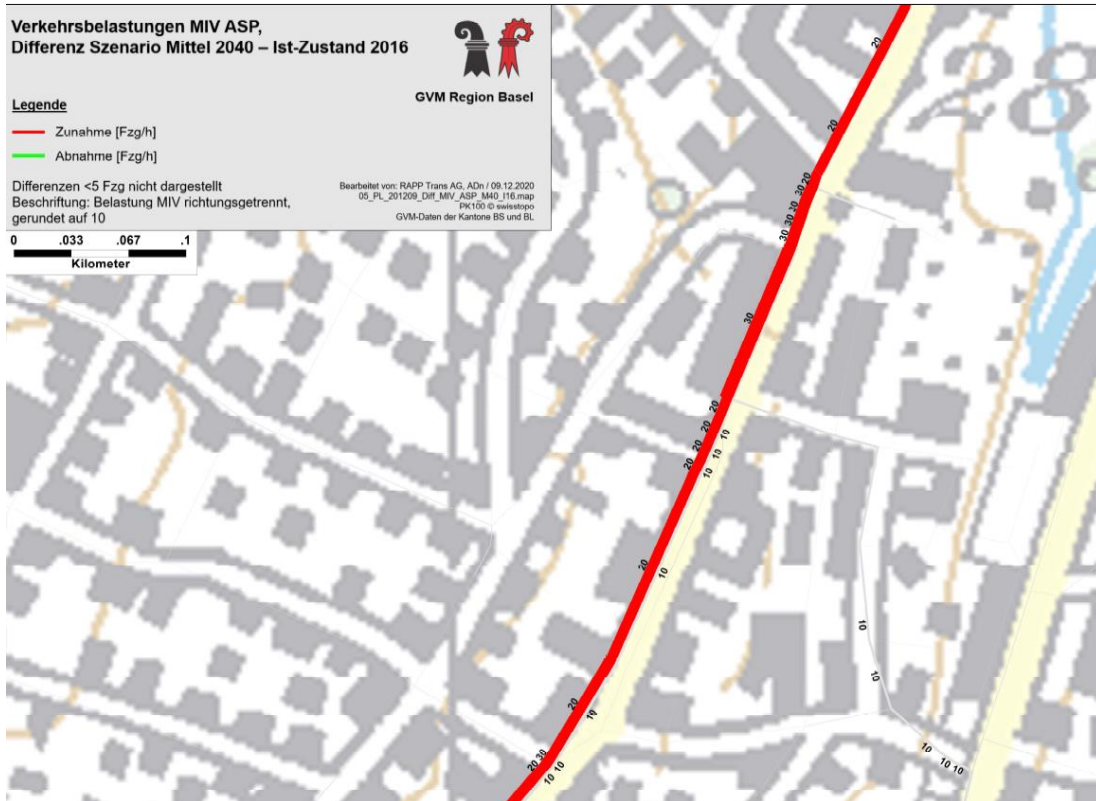 Verkehrsbelastungen MIV ASP,
Differenz Szenario Mittel 2040 – Ist-Zustand 2016
GVM Region Basel
Legende
Zunahme [Fzg/h]
Abnahme [Fzg/h]
Differenzen <5 Fzg nicht dargestellt
Beschriftung: Belastung MIV richtungsgetrennt,
gerundet auf 10
Bearbeitet von: RAPP Trans AG, ADn / 09.12.2020
05_PL_201209_Diff_MIV_ASP_M40_I16.map
PK100 © swisstopo
GVM-Daten der Kantone BS und BL
0 .033 .067 .1
Kilometer
20
20
20
30
30
30
30
30
20
20
20
20
10
10
10
20
10
20
10
20 30
10 10
10
10
10
10 10